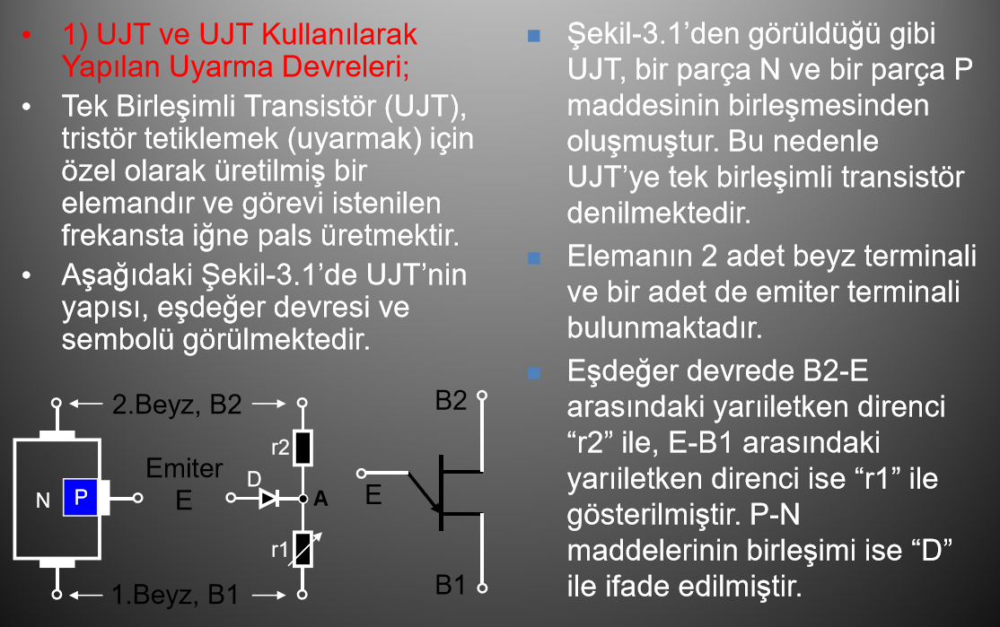 • 1) UJT ve UJT Kullanılarak
Yapılan Uyarma Devreleri;
• Tek Birleşimli Transistör (UJT),
tristör tetiklemek (uyarmak) için
özel olarak üretilmiş bir
elemandır ve görevi istenilen
frekansta iğne pals üretmektir.
• Aşağıdaki Şekil-3.1’de UJT’nin
yapısı, eşdeğer devresi ve
sembolü görülmektedir.
2.Beyz, B2
N
P
Emiter
E
D
r2
A
r1
1.Beyz, B1
B2
E
B1
Şekil-3.1’den görüldüğü gibi
UJT, bir parça N ve bir parça P
maddesinin birleşmesinden
oluşmuştur. Bu nedenle
UJT’ye tek birleşimli transistör
denilmektedir.
Elemanın 2 adet beyz terminali
ve bir adet de emiter terminali
bulunmaktadır.
Eşdeğer devrede B2-E
arasındaki yarıiletken direnci
“r2” ile, E-B1 arasındaki
yarıiletken direnci ise “r1” ile
gösterilmiştir. P-N
maddelerinin birleşimi ise “D”
ile ifade edilmiştir.